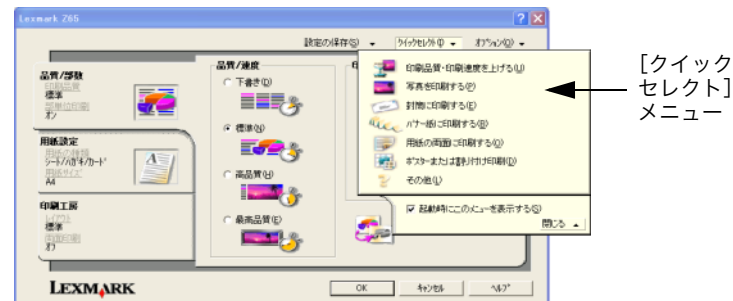 Lexmark Z65
設定の保存(S)
クイックセレクト(I)
オプション(O)
品質/部数
印刷品質
標準
部単位印刷
オン
用紙設定
用紙の種類
シート/ハガキ/カード
用紙サイズ
A4
印刷工房
レイアウト
標準
両面印刷
オフ
品質/速度
下書き(D)
標準(N)
高品質(H)
最高品質(E)
印刷品質・印刷速度を上げる(U)
写真を印刷する(P)
封筒に印刷する(E)
バナー紙に印刷する(B)
用紙の両面に印刷する(O)
ポスターまたは割り付け印刷(D)
その他(L)
起動時にこのメニューを表示する(S)
閉じる
[クイック
セレクト]
メニュー
LEXMARK
OK
キャンセル
ヘルプ